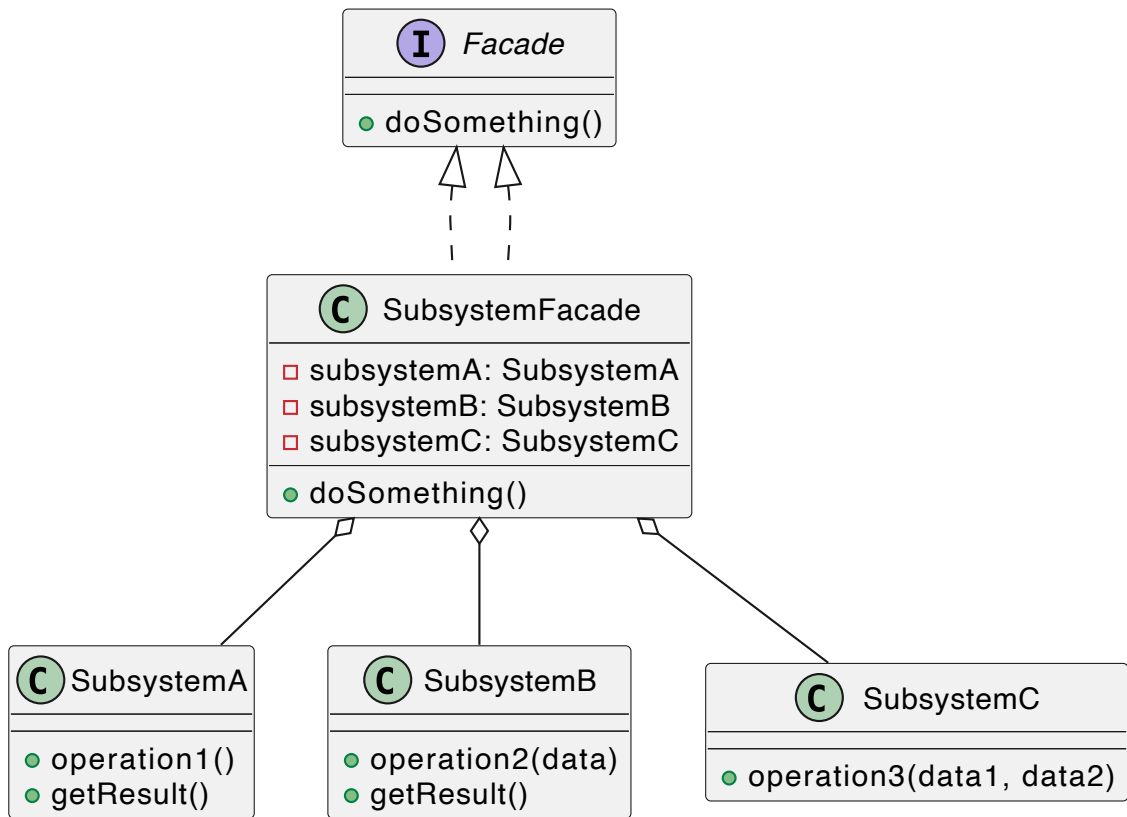 I Facade
doSomething()
C SubsystemFacade
subsystemA: SubsystemA
subsystemB: SubsystemB
subsystemC: SubsystemC
doSomething()
C SubsystemA
operation1()
getResult()
C SubsystemB
operation2(data)
getResult()
C SubsystemC
operation3(data1, data2)